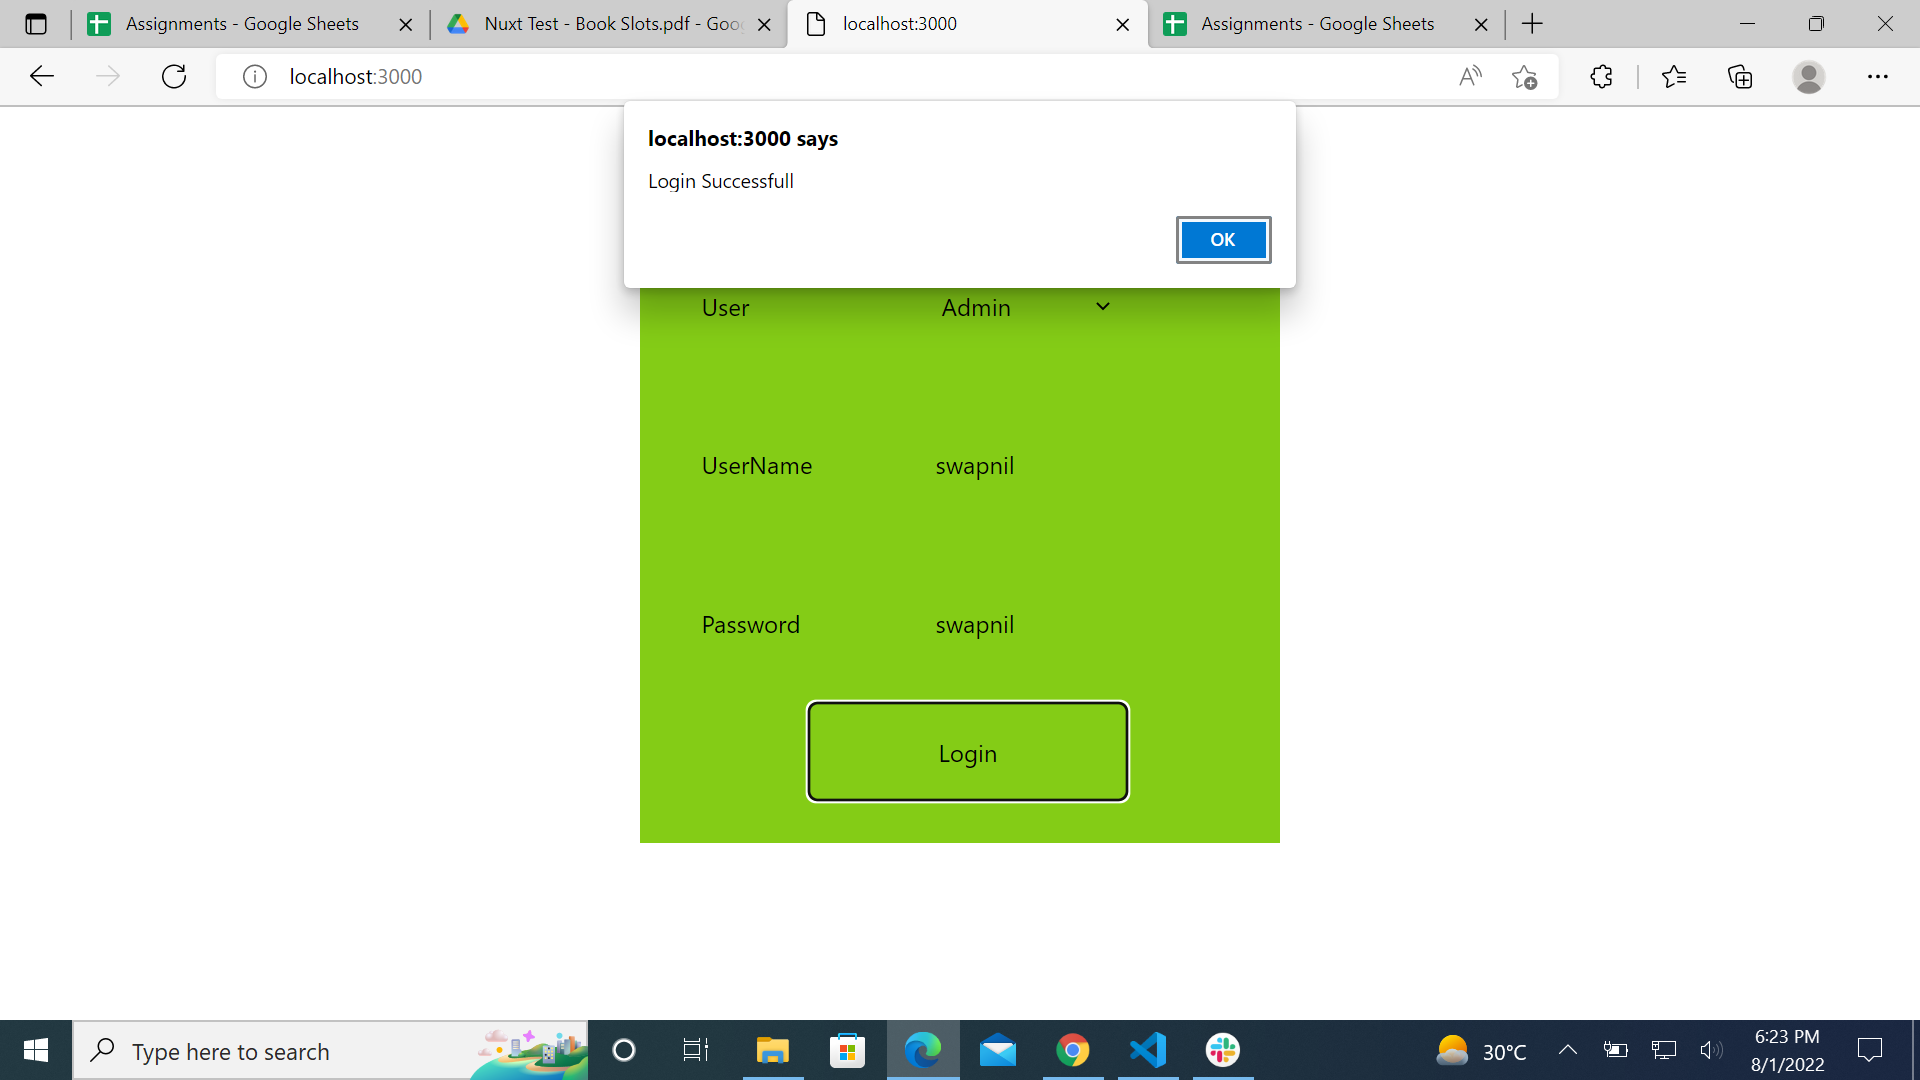 Assignments - Google Sheets
Nuxt Test - Book Slots.pdf - Goo
localhost:3000
Assignments - Google Sheets
localhost:3000
localhost:3000 says
Login Successfull
OK
User Admin
UserName swapnil
Password swapnil
Login
Type here to search
30°C
6:23 PM
8/1/2022